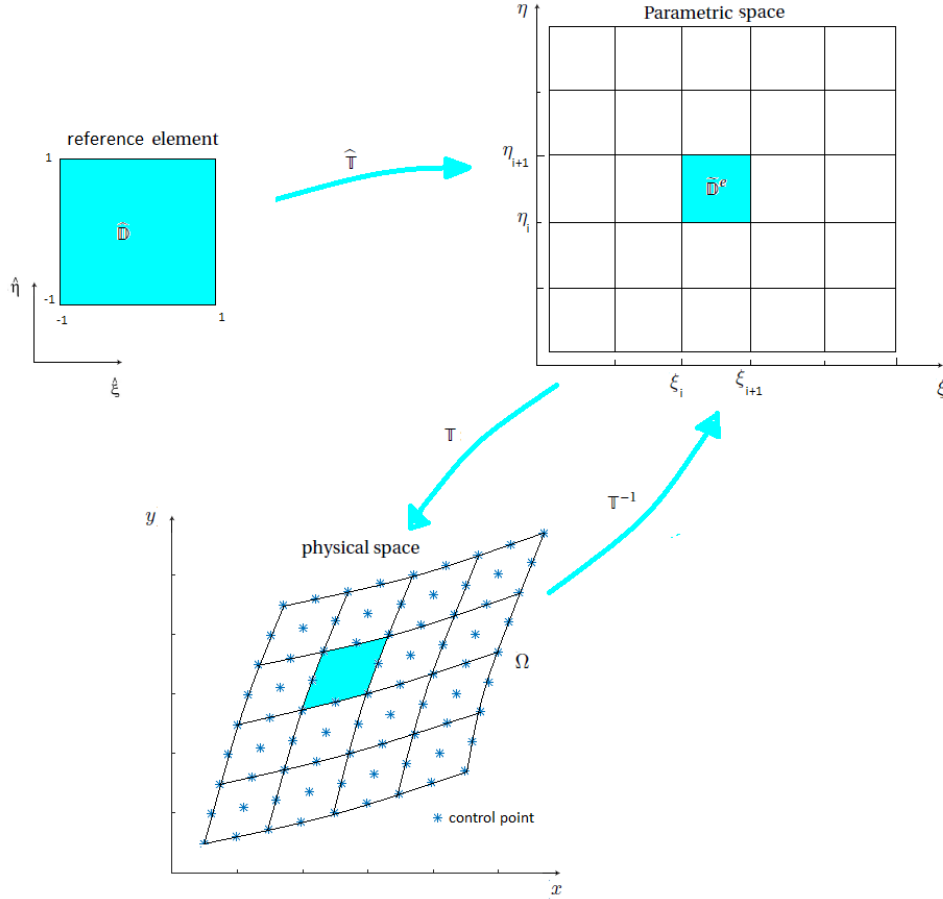 η
Parametric space
reference element
1
𝕋̂
η_{i+1}
𝔻̃ᵉ
𝔻̂
η_i
η̂
-1
-1
1
ξ̂
ξ_i
ξ_{i+1}
ξ
𝕋
𝕋⁻¹
y
physical space
Ω
control point
x